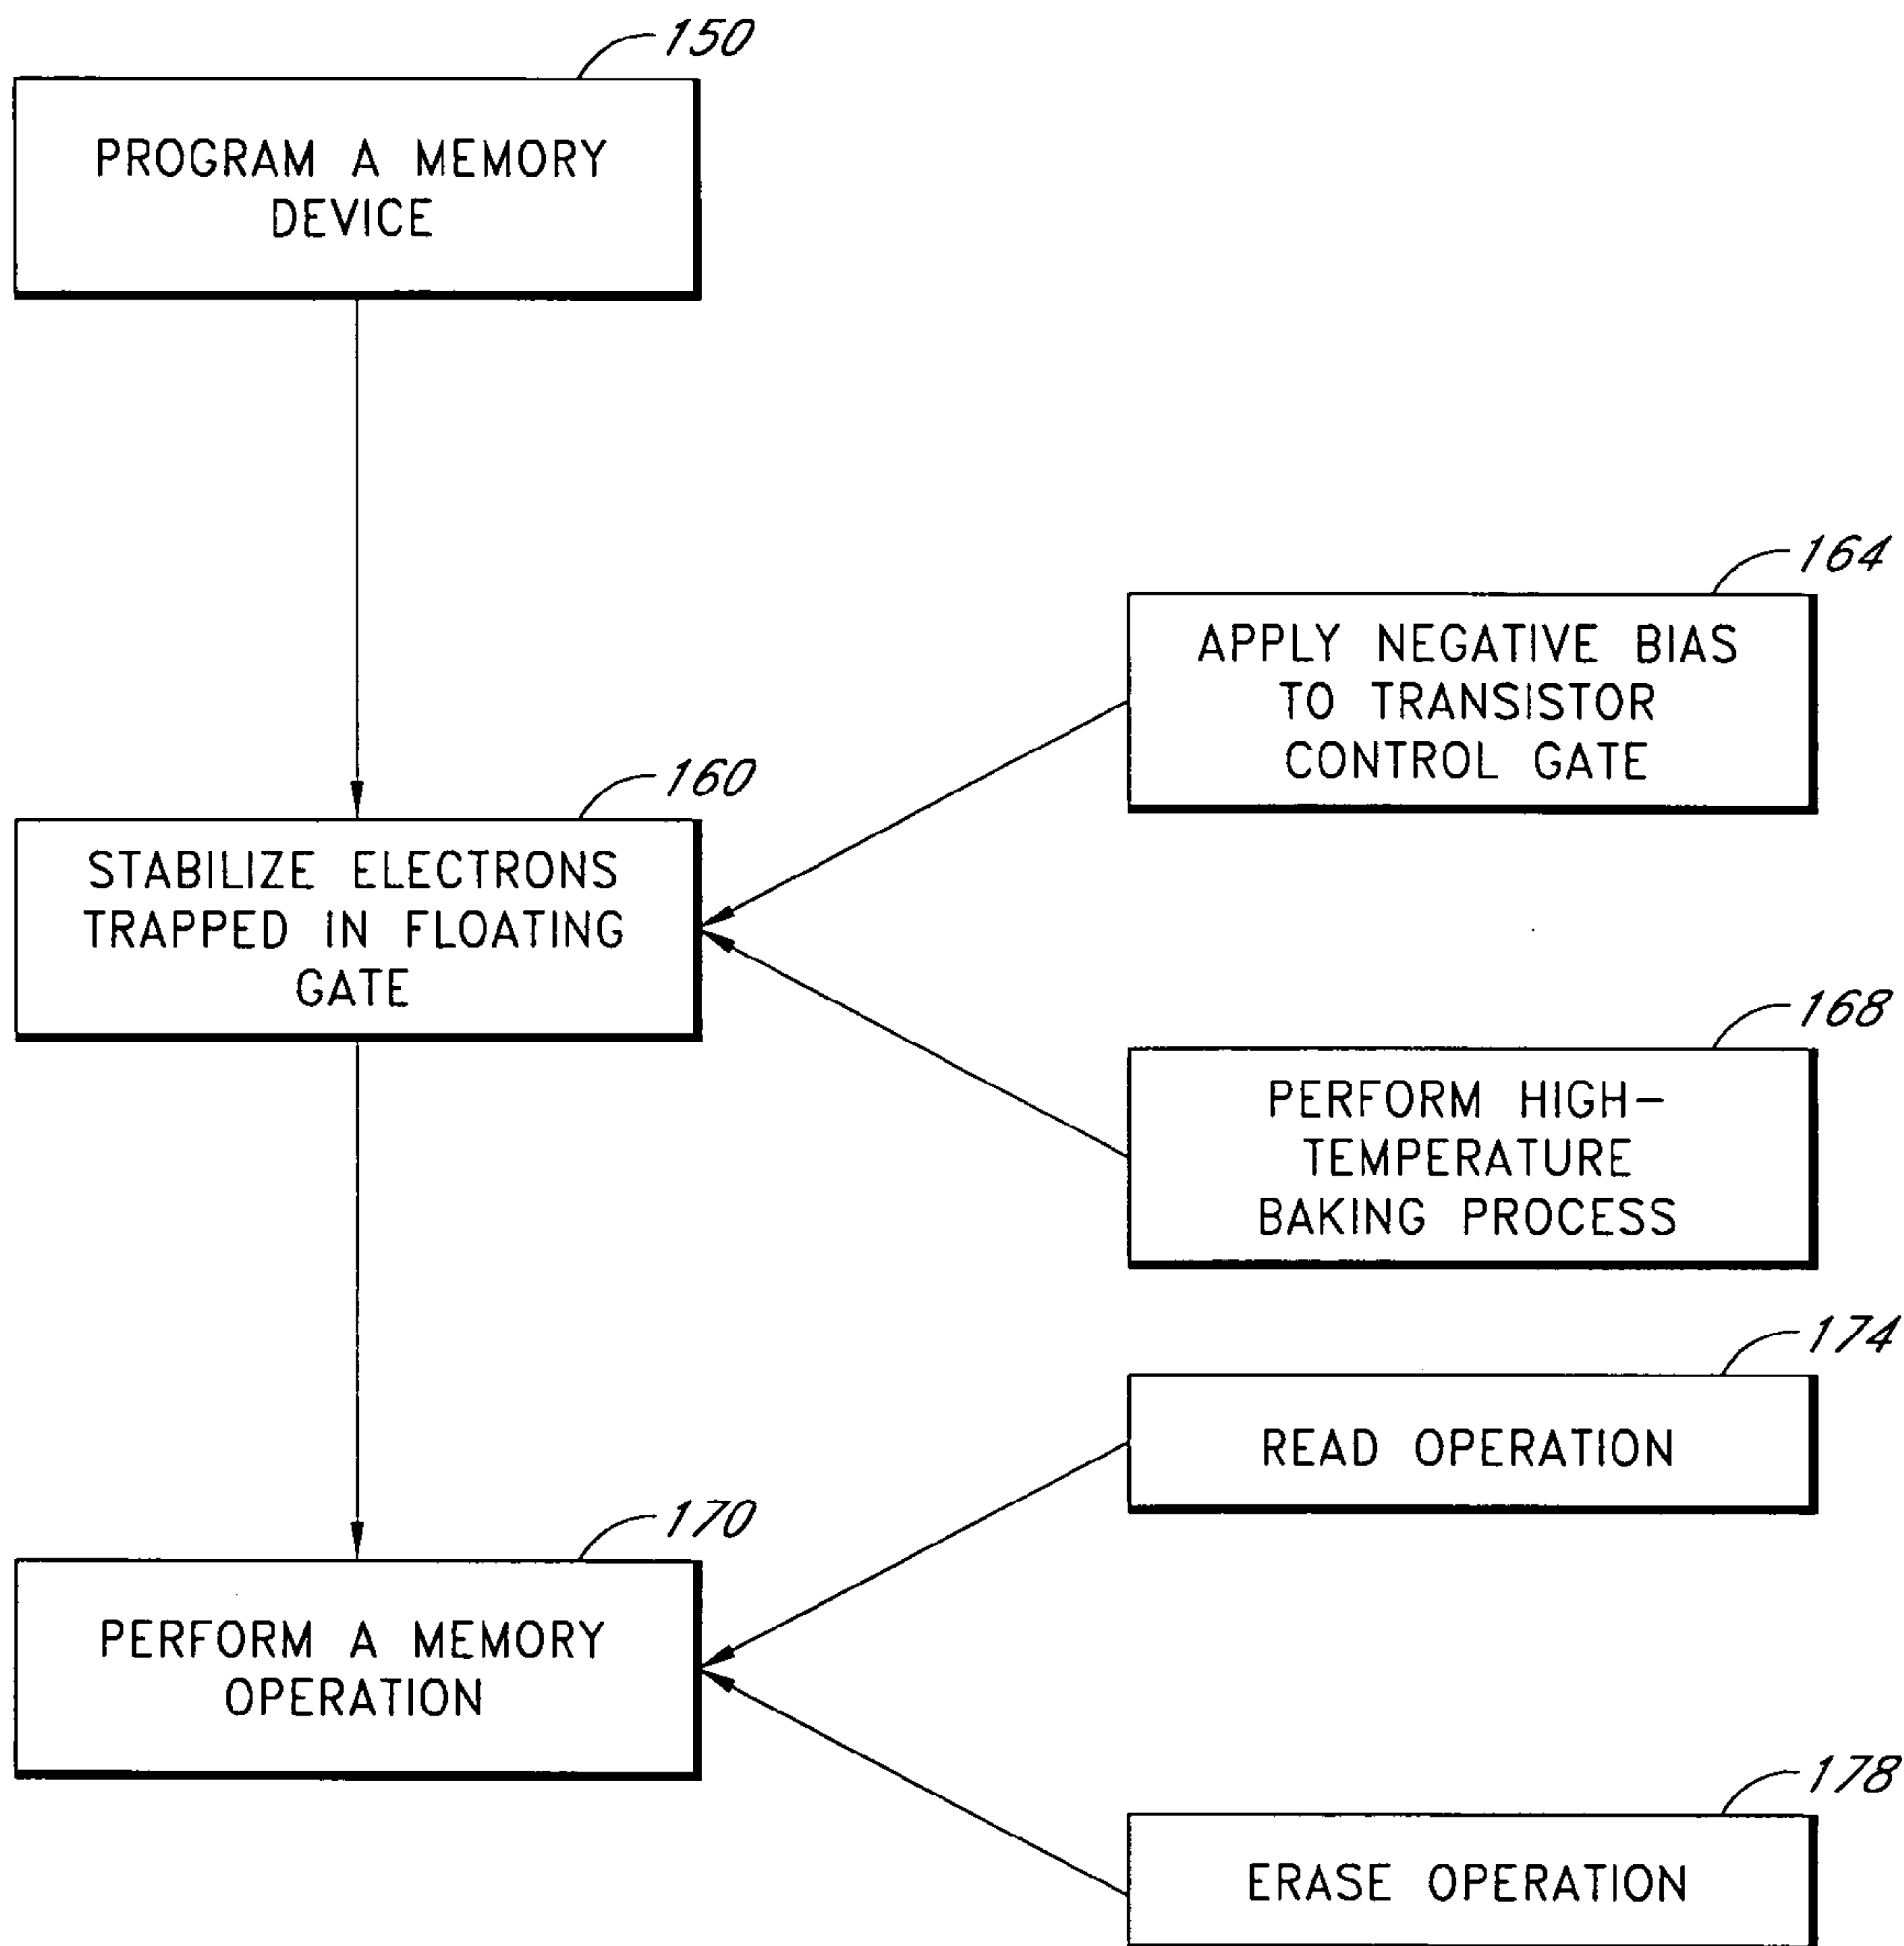 150
PROGRAM A MEMORY
DEVICE
164
APPLY NEGATIVE BIAS
TO TRANSISTOR
CONTROL GATE
160
STABILIZE ELECTRONS
TRAPPED IN FLOATING
GATE
168
PERFORM HIGH-
TEMPERATURE
BAKING PROCESS
174
READ OPERATION
170
PERFORM A MEMORY
OPERATION
178
ERASE OPERATION